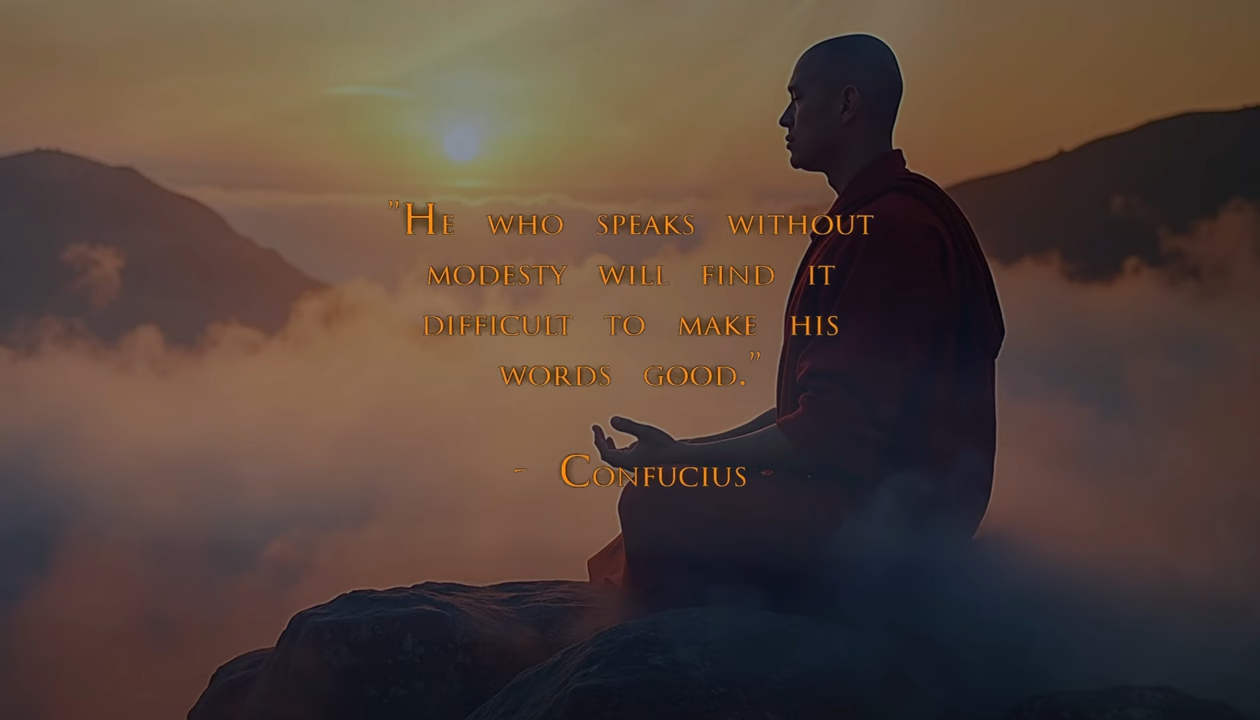 "He who speaks without
modesty will find it
difficult to make his
words good."
- Confucius -